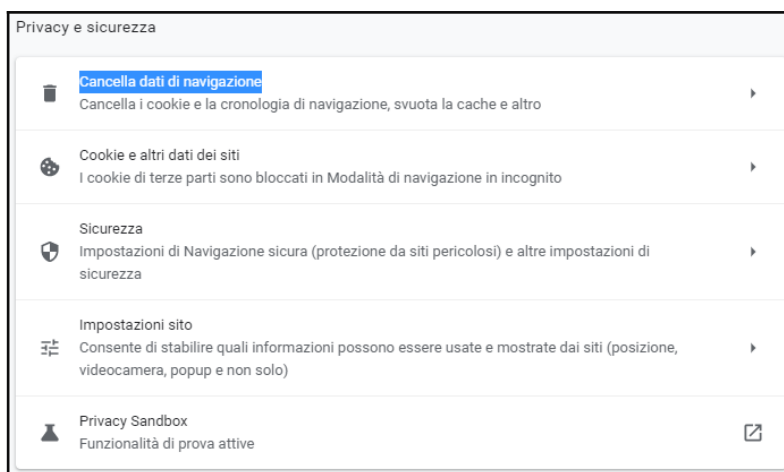 Privacy e sicurezza
Cancella dati di navigazione
Cancella i cookie e la cronologia di navigazione, svuota la cache e altro
Cookie e altri dati dei siti
I cookie di terze parti sono bloccati in Modalità di navigazione in incognito
Sicurezza
Impostazioni di Navigazione sicura (protezione da siti pericolosi) e altre impostazioni di
sicurezza
Impostazioni sito
Consente di stabilire quali informazioni possono essere usate e mostrate dai siti (posizione,
videocamera, popup e non solo)
Privacy Sandbox
Funzionalità di prova attive